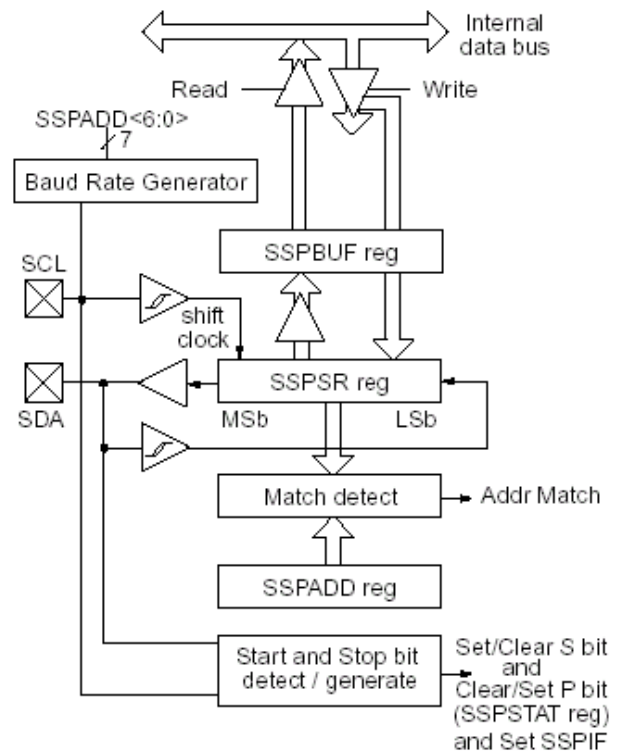 Internal
data bus
Read
Write
SSPADD<6:0>
7
Baud Rate Generator
SSPBUF reg
SCL
shift
clock
SSPSR reg
SDA
MSb
LSb
Match detect
Addr Match
SSPADD reg
Start and Stop bit
detect / generate
Set/Clear S bit
and
Clear/Set P bit
(SSPSTAT reg)
and Set SSPIF